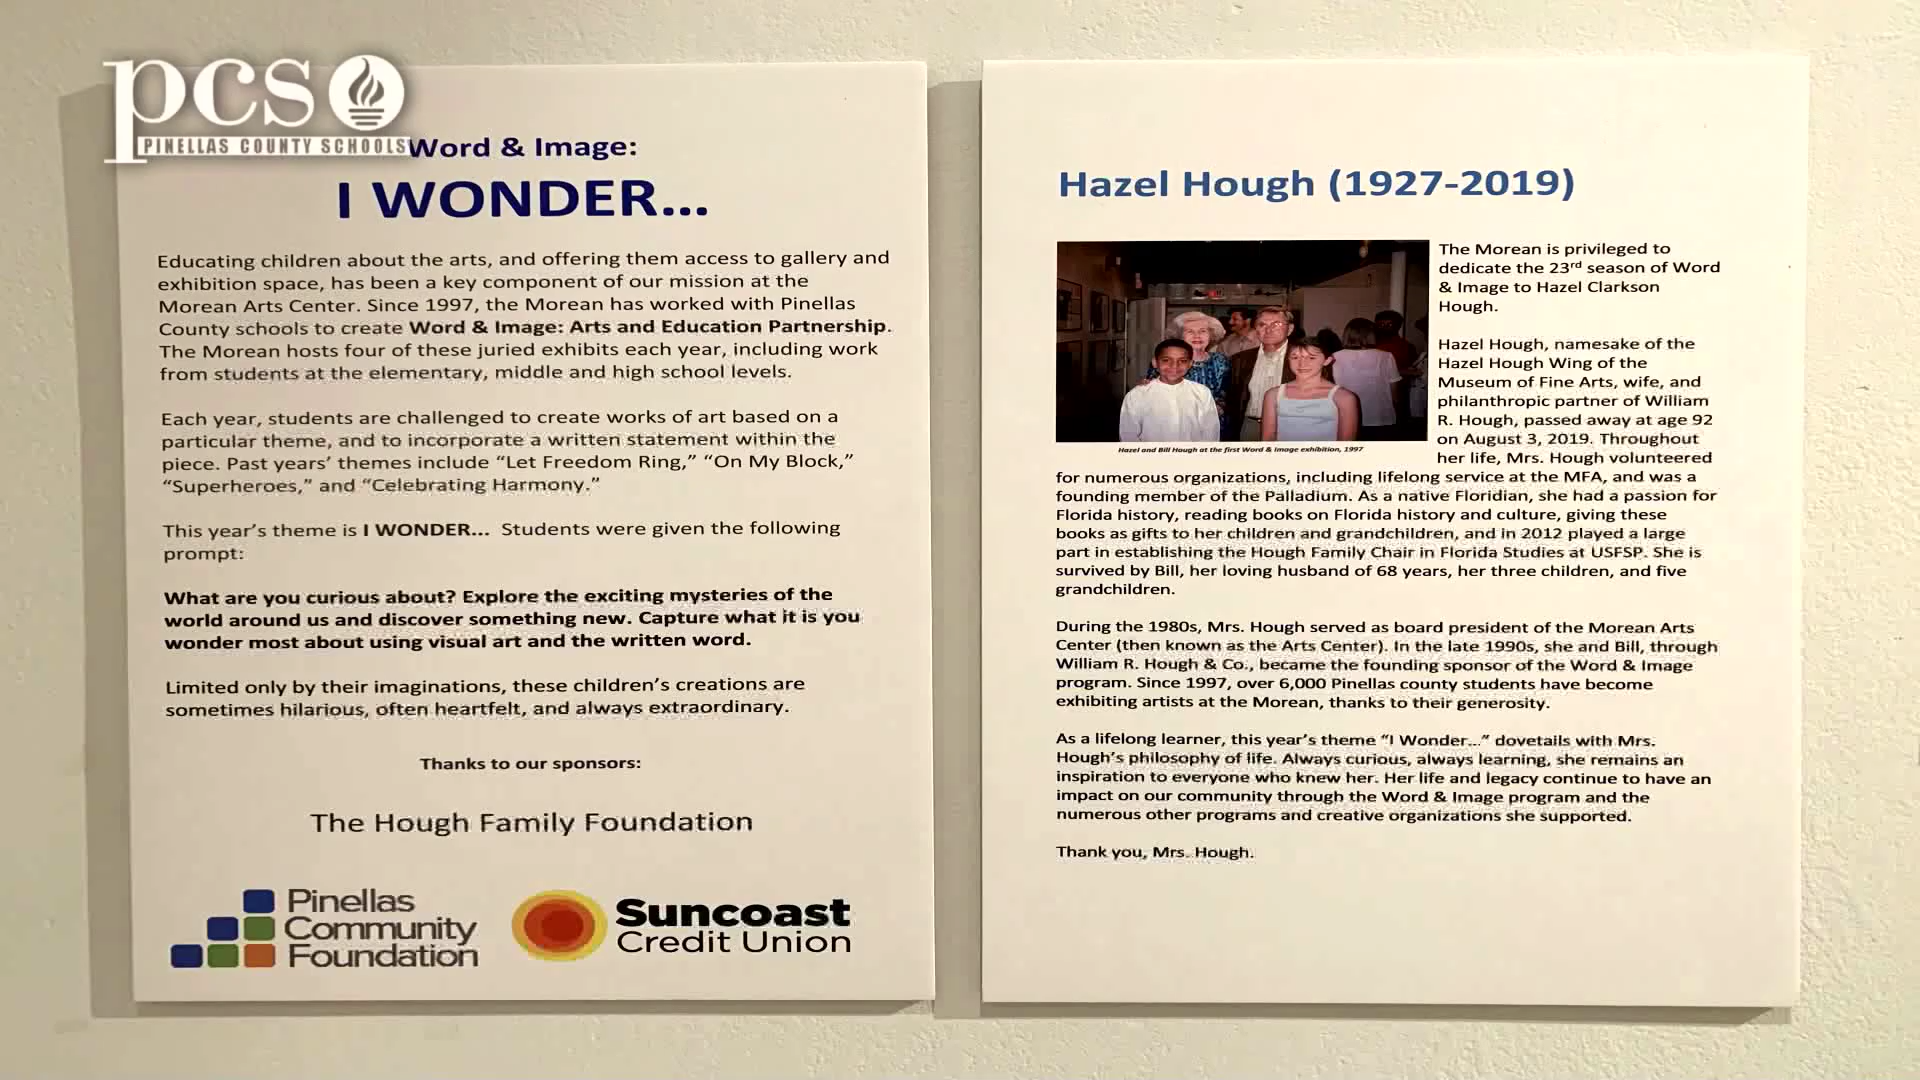 pcs
PINELLAS COUNTY SCHOOLS
Word & Image:
I WONDER...
Educating children about the arts, and offering them access to gallery and
exhibition space, has been a key component of our mission at the
Morean Arts Center. Since 1997, the Morean has worked with Pinellas
County schools to create Word & Image: Arts and Education Partnership.
The Morean hosts four of these juried exhibits each year, including work
from students at the elementary, middle and high school levels.
Each year, students are challenged to create works of art based on a
particular theme, and to incorporate a written statement within the
piece. Past years' themes include "Let Freedom Ring," "On My Block,"
"Superheroes," and "Celebrating Harmony."
This year's theme is I WONDER... Students were given the following
prompt:
What are you curious about? Explore the exciting mysteries of the
world around us and discover something new. Capture what it is you
wonder most about using visual art and the written word.
Limited only by their imaginations, these children's creations are
sometimes hilarious, often heartfelt, and always extraordinary.
Thanks to our sponsors:
The Hough Family Foundation
Pinellas
Community
Foundation
Suncoast
Credit Union
Hazel Hough (1927-2019)
The Morean is privileged to
dedicate the 23rd season of Word
& Image to Hazel Clarkson
Hough.
Hazel Hough, namesake of the
Hazel Hough Wing of the
Museum of Fine Arts, wife, and
philanthropic partner of William
R. Hough, passed away at age 92
on August 3, 2019. Throughout
her life, Mrs. Hough volunteered
Hazel and Bill Hough at the first Word & Image exhibition, 1997
for numerous organizations, including lifelong service at the MFA, and was a
founding member of the Palladium. As a native Floridian, she had a passion for
Florida history, reading books on Florida history and culture, giving these
books as gifts to her children and grandchildren, and in 2012 played a large
part in establishing the Hough Family Chair in Florida Studies at USFSP. She is
survived by Bill, her loving husband of 68 years, her three children, and five
grandchildren.
During the 1980s, Mrs. Hough served as board president of the Morean Arts
Center (then known as the Arts Center). In the late 1990s, she and Bill, through
William R. Hough & Co., became the founding sponsor of the Word & Image
program. Since 1997, over 6,000 Pinellas county students have become
exhibiting artists at the Morean, thanks to their generosity.
As a lifelong learner, this year's theme "I Wonder..." dovetails with Mrs.
Hough's philosophy of life. Always curious, always learning, she remains an
inspiration to everyone who knew her. Her life and legacy continue to have an
impact on our community through the Word & Image program and the
numerous other programs and creative organizations she supported.
Thank you, Mrs. Hough.